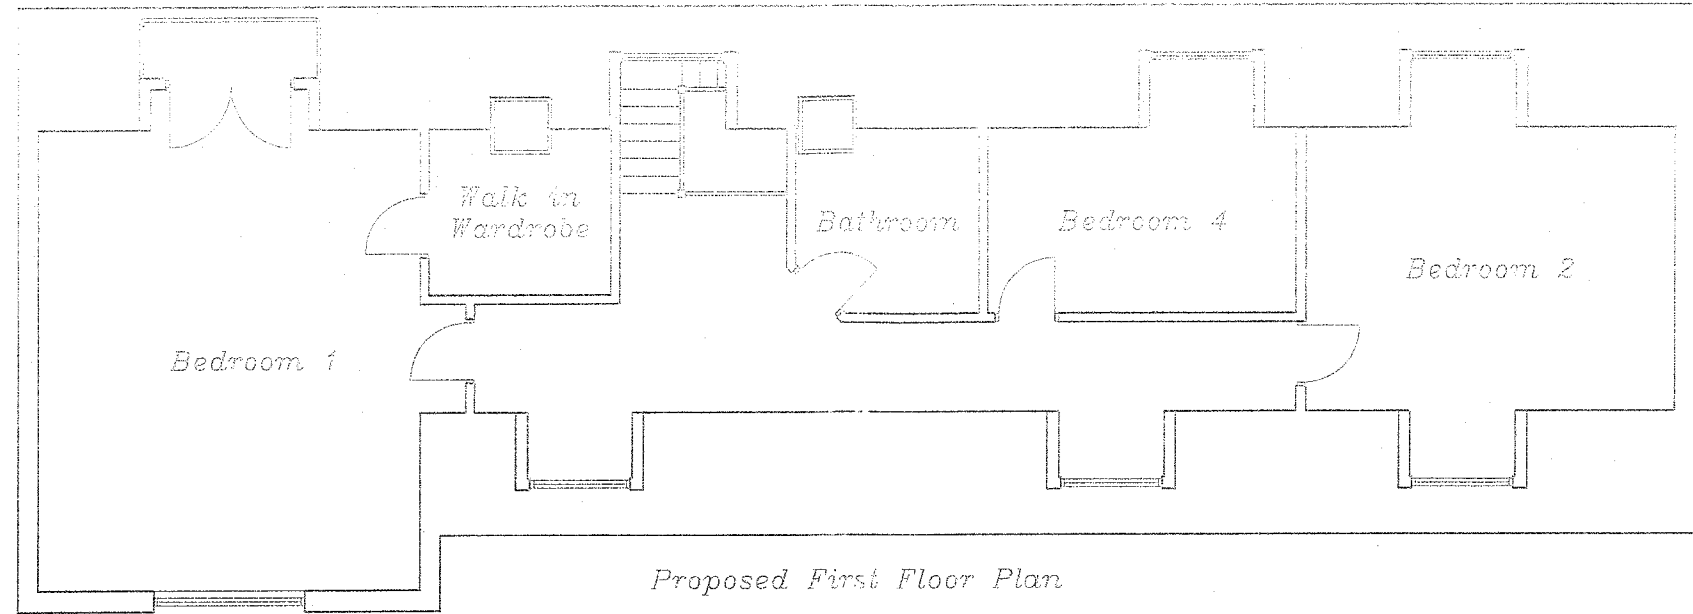 Walk in
Wardrobe
Bathroom
Bedroom 4
Bedroom 2
Bedroom 1
Proposed First Floor Plan